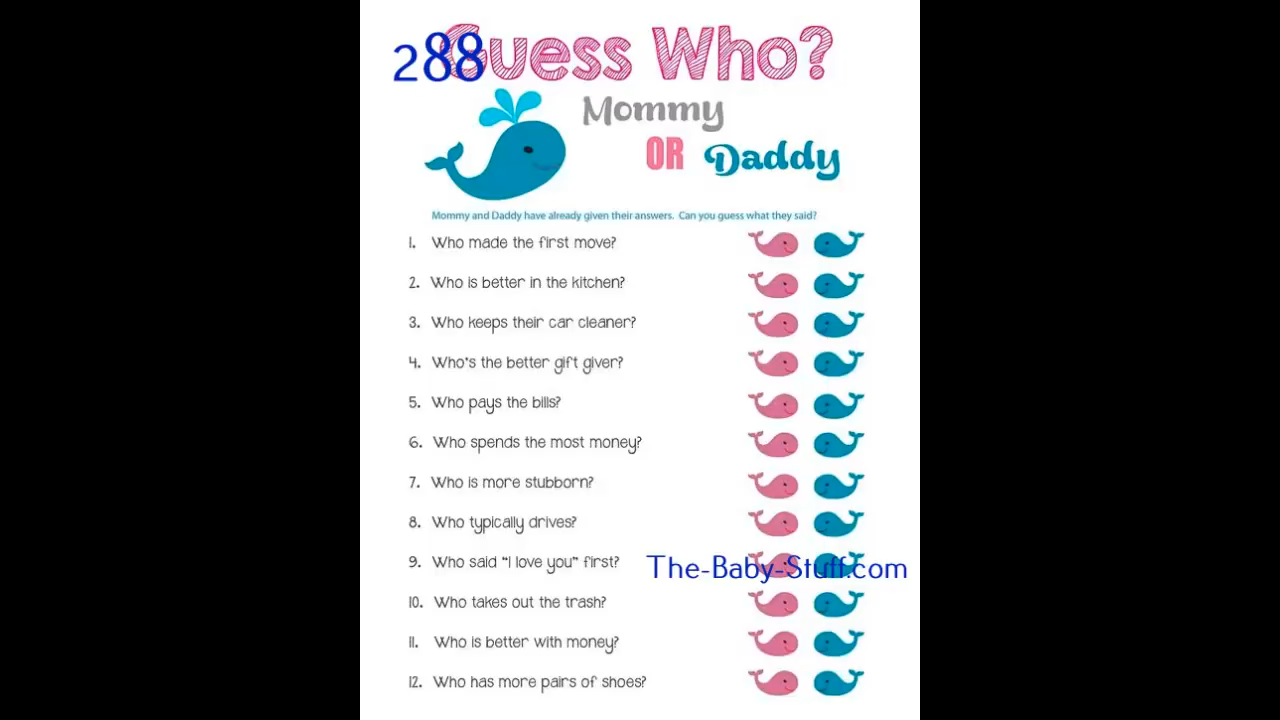 Guess Who?
288
Mommy
OR Daddy
Mommy and Daddy have already given their answers. Can you guess what they said?
1. Who made the first move?
2. Who is better in the kitchen?
3. Who keeps their car cleaner?
4. Who's the better gift giver?
5. Who pays the bills?
6. Who spends the most money?
7. Who is more stubborn?
8. Who typically drives?
9. Who said "I love you" first?
The-Baby-Stuff.com
10. Who takes out the trash?
11. Who is better with money?
12. Who has more pairs of shoes?